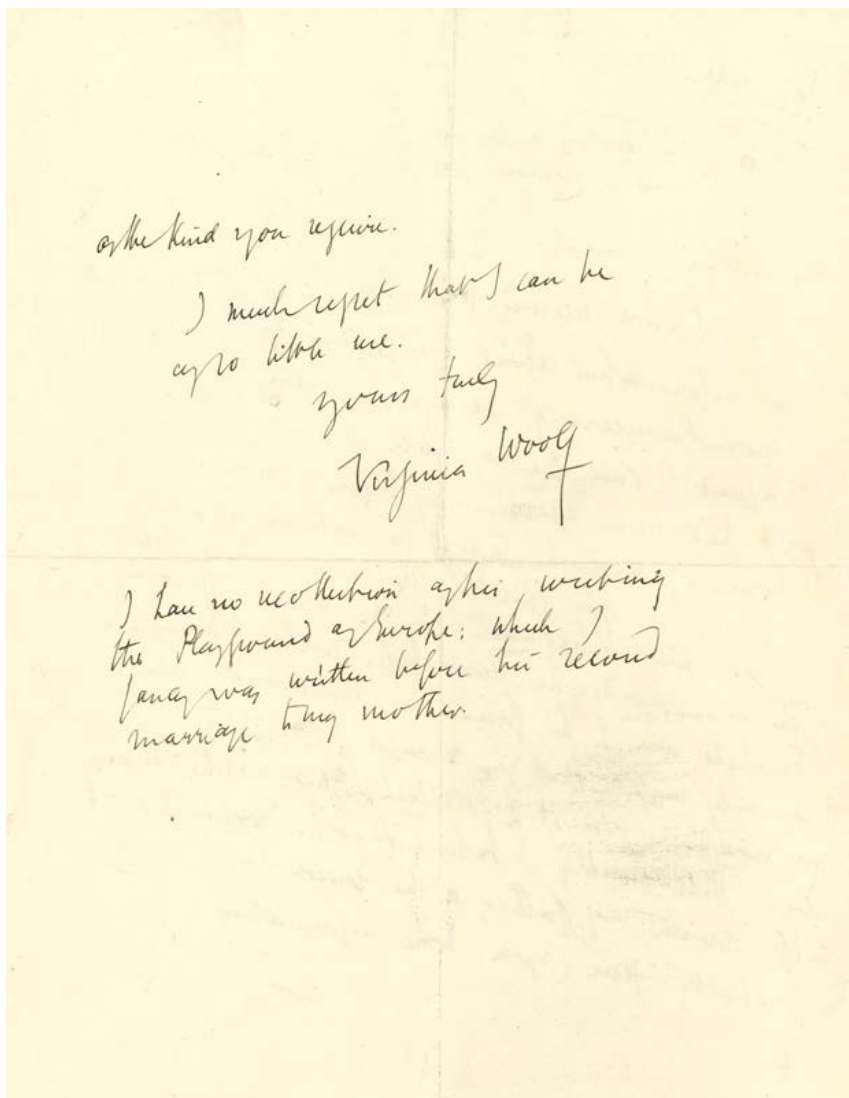 of the kind you require.
I much regret that I can be
of so little use.
yours truly
Virginia Woolf
I have no recollection of his writing
the Playground of Europe; which I
fancy was written before his second
marriage to my mother.